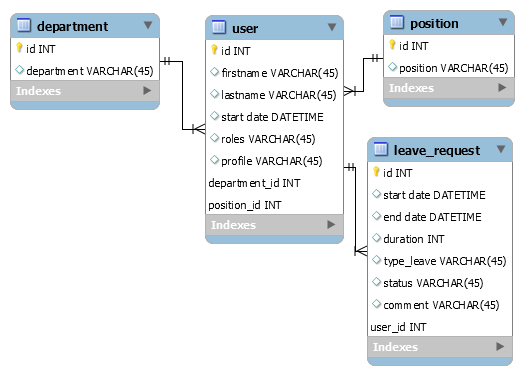 department
id INT
department VARCHAR(45)
Indexes
user
id INT
firstname VARCHAR(45)
lastname VARCHAR(45)
start date DATETIME
roles VARCHAR(45)
profile VARCHAR(45)
department_id INT
position_id INT
Indexes
position
id INT
position VARCHAR(45)
Indexes
leave_request
id INT
start date DATETIME
end date DATETIME
duration INT
type_leave VARCHAR(45)
status VARCHAR(45)
comment VARCHAR(45)
user_id INT
Indexes